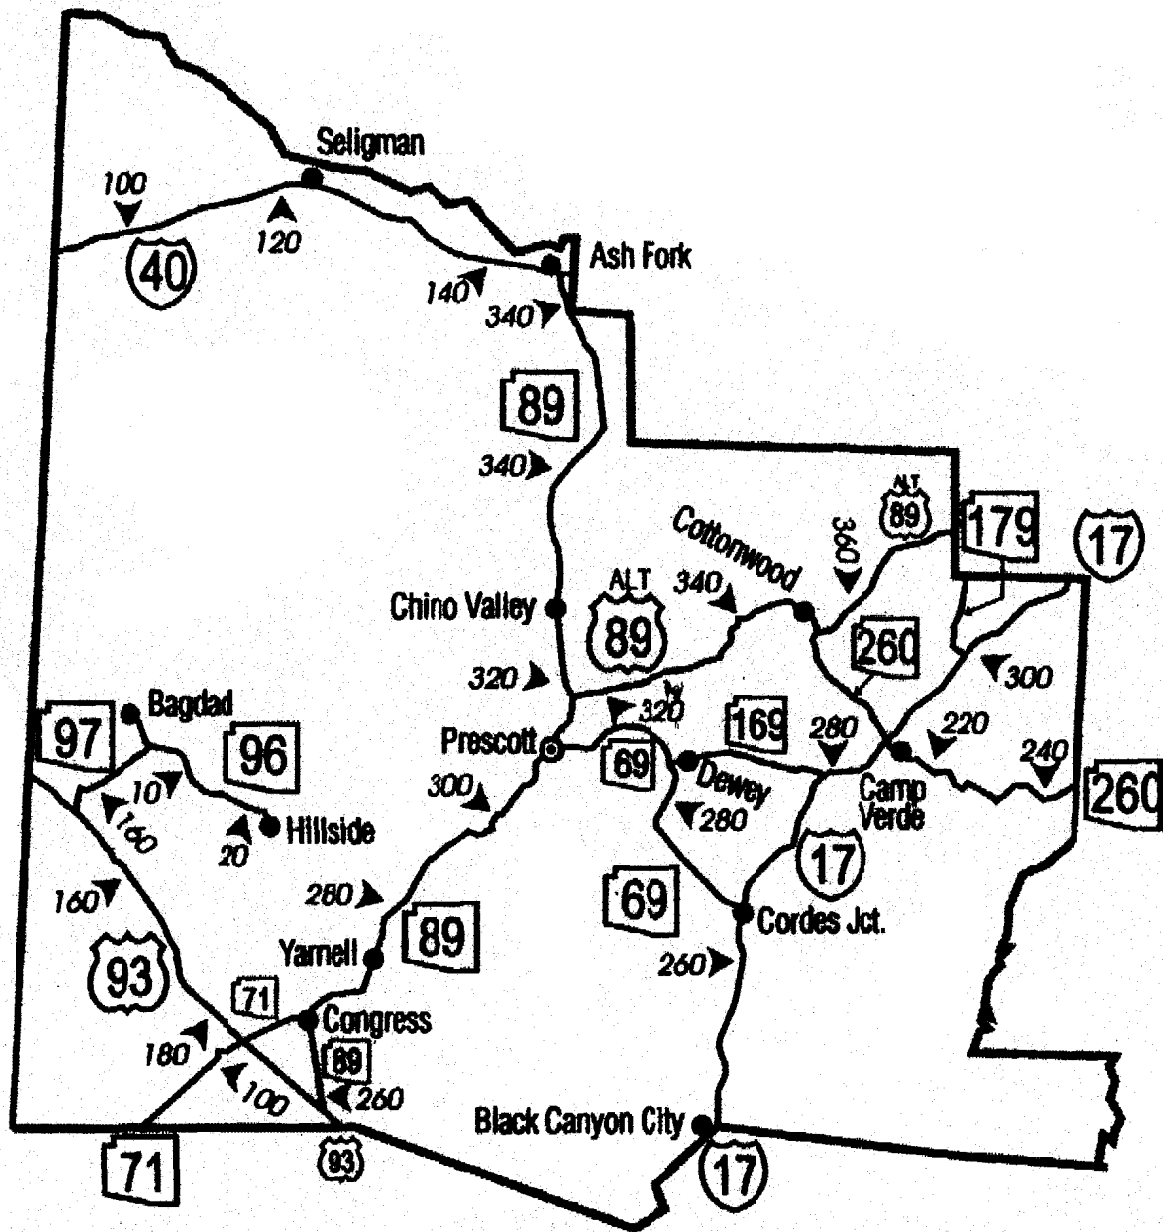 Seligman
100
120
40
Ash Fork
140
340
89
340
ALT
89
179
17
Cottonwood
360
ALT
89
340
Chino Valley
260
320
300
Bagdad
97
96
320
169
280
220
Prescott
69
Dewey
240
10
300
Camp
Verde
260
160
280
Hillside
20
17
280
69
160
Cordes Jct.
89
Yarnell
260
93
71
Congress
180
89
100
260
Black Canyon City
71
93
17